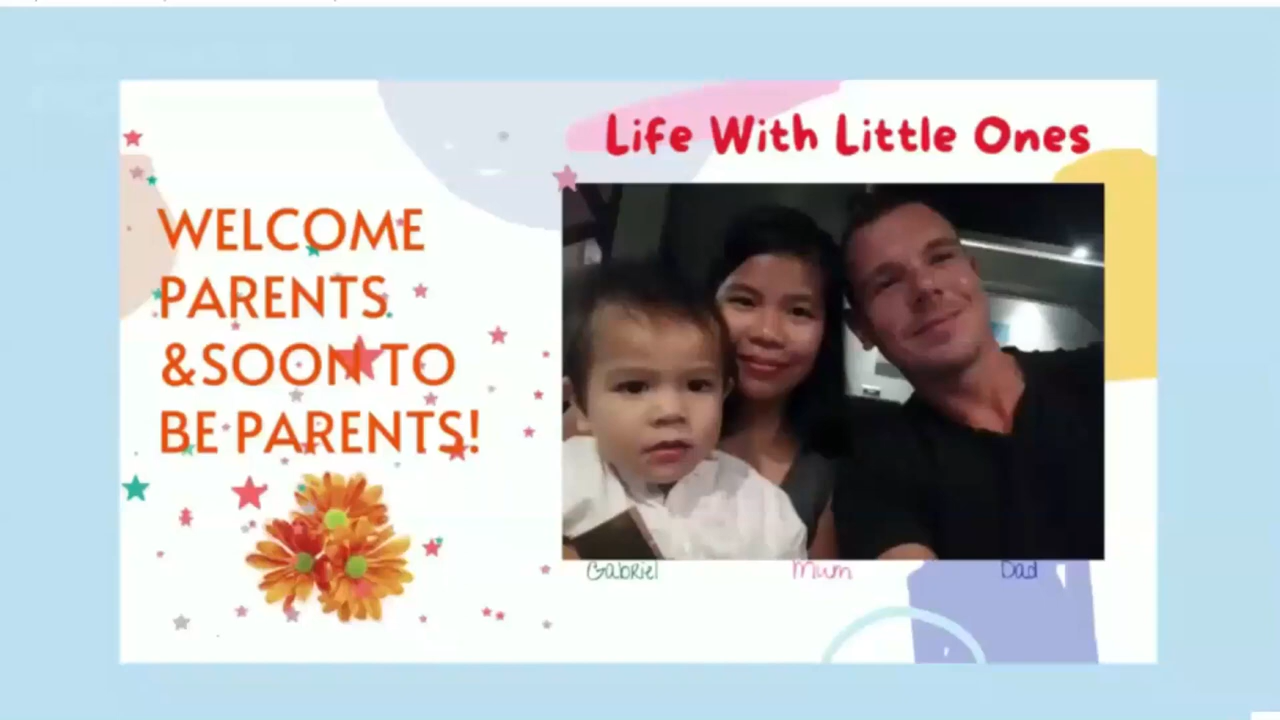 Life With Little Ones
WELCOME
PARENTS
&SOON TO
BE PARENTS!
Gabriel
Mum
Dad